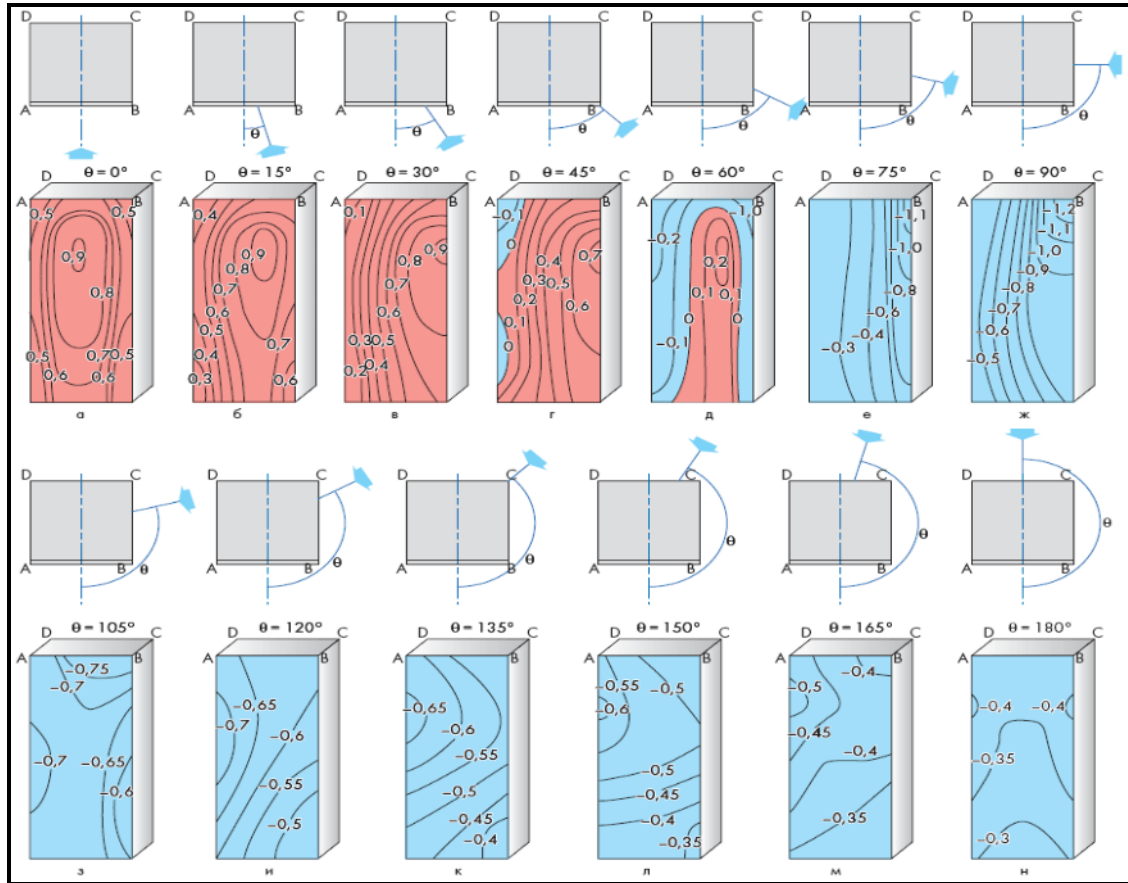 D C D C D C D C D C D C D C
A B A B A B A B A B A B A B
θ θ θ θ θ θ
D θ = 0° C D θ = 15° C D θ = 30° C D θ = 45° C D θ = 60° C D θ = 75° C D θ = 90° C
A B A B A B A B A B A B A B
0,5 0,5 0,9 0,8 0,5 0,7 0,5 0,6 0,6
0,4 0,9 0,8 0,7 0,6 0,5 0,7 0,4 0,3 0,6
0,1 0,9 0,8 0,7 0,6 0,3 0,5 0,4 0,2
–0,1 0 0,4 0,7 0,3 0,5 0,2 0,6 0,1 0
–1,0 –0,2 0,2 0,1 0,1 0 0 –0,1
–1,1 –1,0 –0,8 –0,6 –0,4 –0,3
–1,2 –1,1 –1,0 –0,9 –0,8 –0,7 –0,6 –0,5
а б в г д е ж
D C D C D C D C D C D C
A B A B A B A B A B A B
θ θ θ θ θ θ
D θ = 105° C D θ = 120° C D θ = 135° C D θ = 150° C D θ = 165° C D θ = 180° C
A B A B A B A B A B A B
–0,75 –0,7 –0,7 –0,65 –0,6
–0,65 –0,7 –0,6 –0,55 –0,5
–0,65 –0,6 –0,55 –0,5 –0,45 –0,4
–0,55 –0,5 –0,6 –0,5 –0,45 –0,4 –0,35
–0,4 –0,5 –0,45 –0,4 –0,35
–0,4 –0,4 –0,35 –0,3
з и к л м н